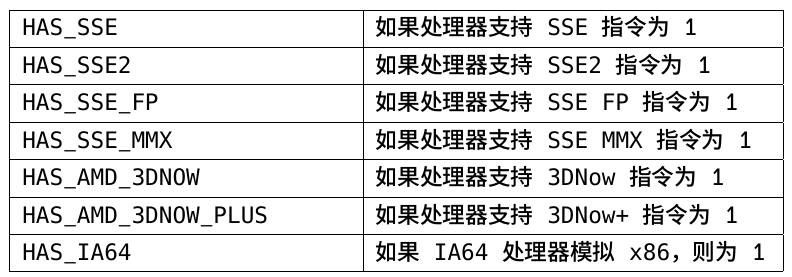 HAS_SSE 如果处理器支持 SSE 指令为 1
HAS_SSE2 如果处理器支持 SSE2 指令为 1
HAS_SSE_FP 如果处理器支持 SSE FP 指令为 1
HAS_SSE_MMX 如果处理器支持 SSE MMX 指令为 1
HAS_AMD_3DNOW 如果处理器支持 3DNow 指令为 1
HAS_AMD_3DNOW_PLUS 如果处理器支持 3DNow+ 指令为 1
HAS_IA64 如果 IA64 处理器模拟 x86，则为 1